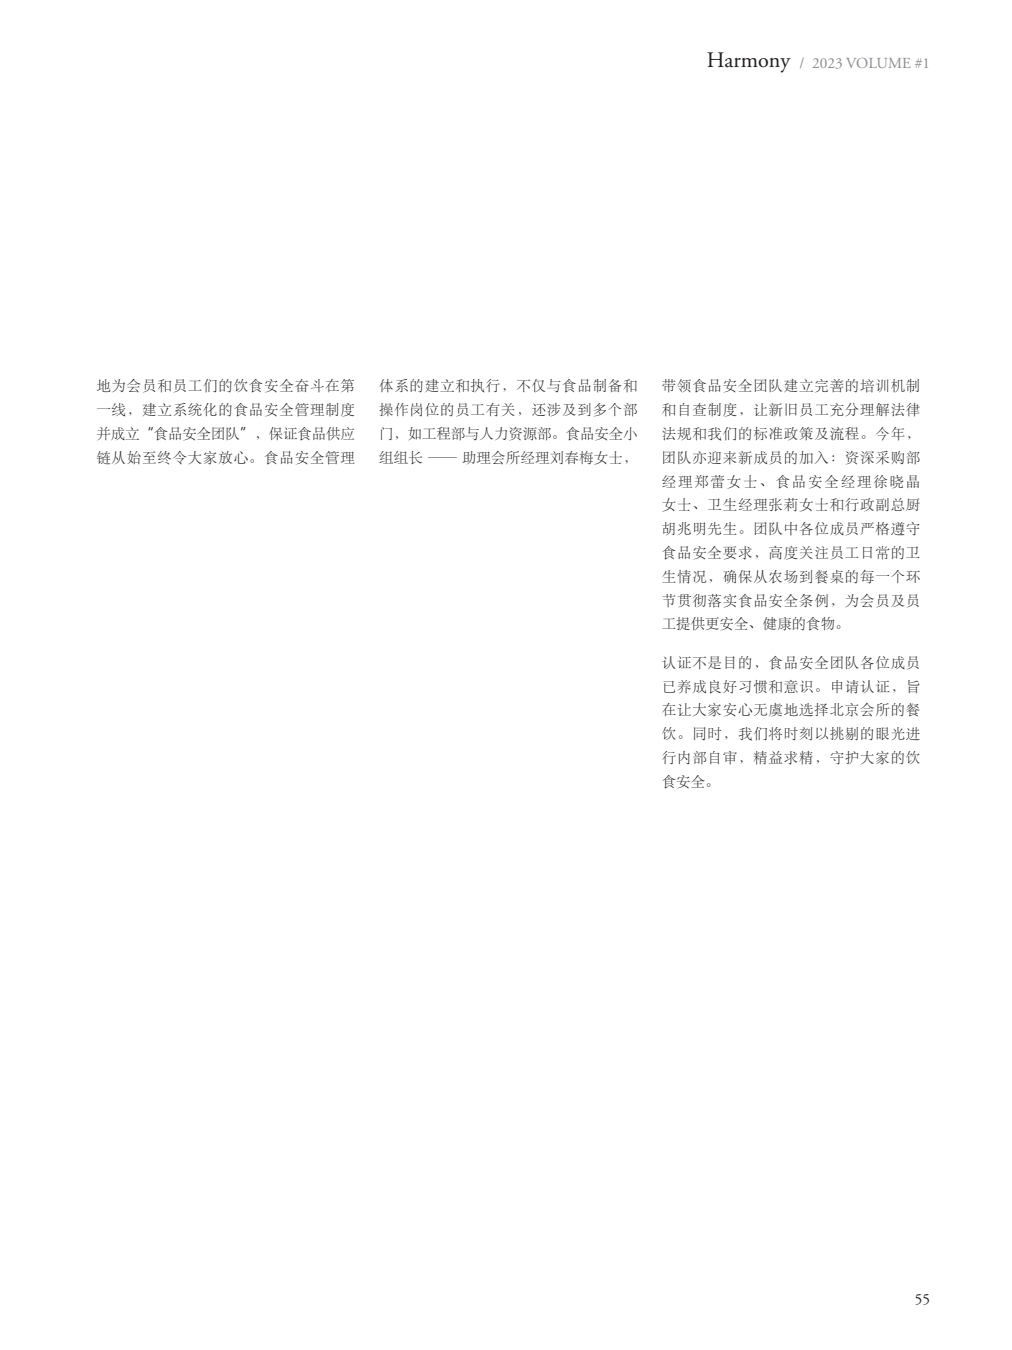 Harmony / 2023 VOLUME #1
地为会员和员工们的饮食安全奋斗在第
一线，建立系统化的食品安全管理制度
并成立“食品安全团队”，保证食品供应
链从始至终令大家放心。食品安全管理
体系的建立和执行，不仅与食品制备和
操作岗位的员工有关，还涉及到多个部
门，如工程部与人力资源部。食品安全小
组组长 —— 助理会所经理刘春梅女士，
带领食品安全团队建立完善的培训机制
和自查制度，让新旧员工充分理解法律
法规和我们的标准政策及流程。今年，
团队亦迎来新成员的加入：资深采购部
经理郑蕾女士、食品安全经理徐晓晶
女士、卫生经理张莉女士和行政副总厨
胡兆明先生。团队中各位成员严格遵守
食品安全要求，高度关注员工日常的卫
生情况，确保从农场到餐桌的每一个环
节贯彻落实食品安全条例，为会员及员
工提供更安全、健康的食物。
认证不是目的，食品安全团队各位成员
已养成良好习惯和意识。申请认证，旨
在让大家安心无虞地选择北京会所的餐
饮。同时，我们将时刻以挑剔的眼光进
行内部自审，精益求精，守护大家的饮
食安全。
55